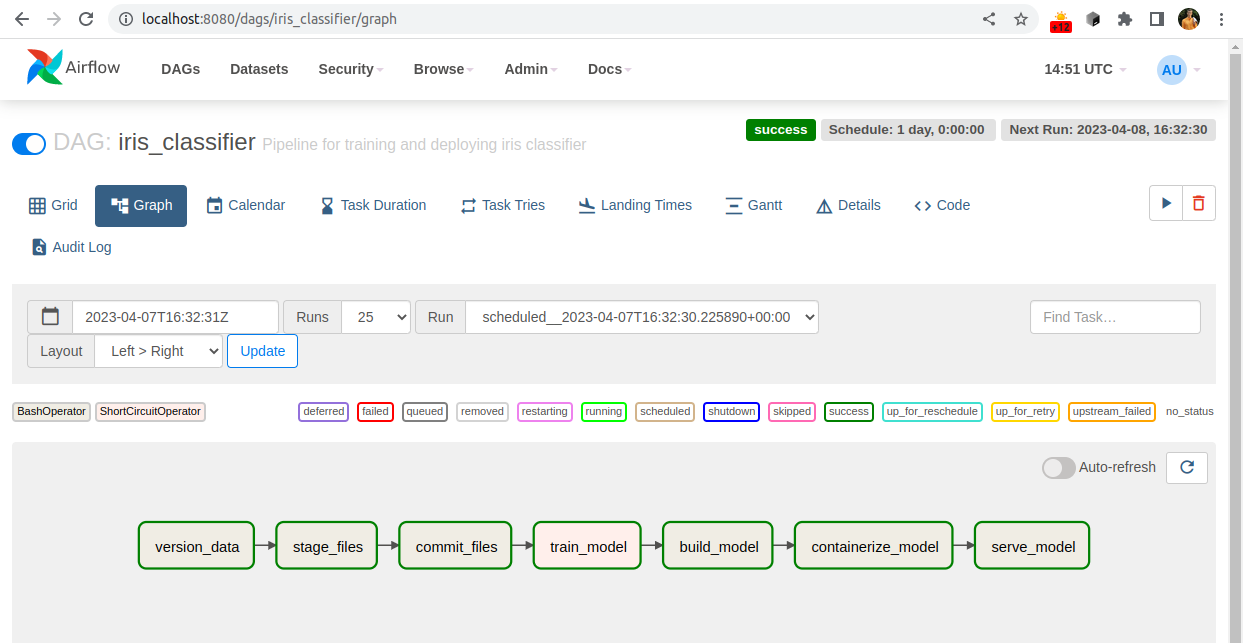 localhost:8080/dags/iris_classifier/graph
+12
Airflow DAGs Datasets Security Browse Admin Docs 14:51 UTC AU
DAG: iris_classifier Pipeline for training and deploying iris classifier
success Schedule: 1 day, 0:00:00 Next Run: 2023-04-08, 16:32:30
Grid Graph Calendar Task Duration Task Tries Landing Times Gantt Details Code
Audit Log
2023-04-07T16:32:31Z Runs 25 Run scheduled__2023-04-07T16:32:30.225890+00:00 Find Task…
Layout Left > Right Update
BashOperator ShortCircuitOperator deferred failed queued removed restarting running scheduled shutdown skipped success up_for_reschedule up_for_retry upstream_failed no_status
Auto-refresh
version_data stage_files commit_files train_model build_model containerize_model serve_model